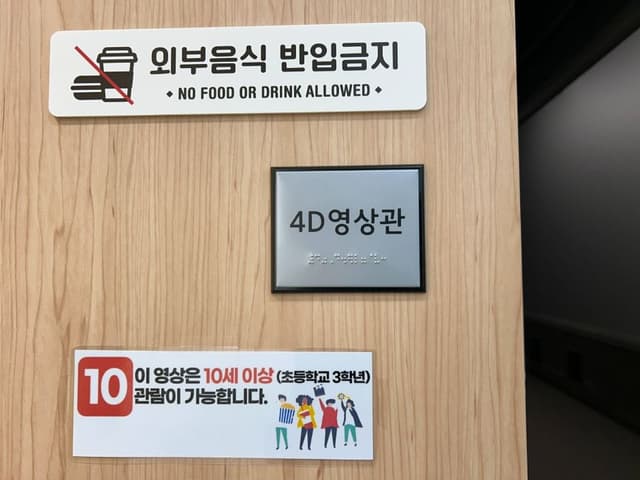 외부음식 반입금지
• NO FOOD OR DRINK ALLOWED •
4D영상관
10
이 영상은 10세 이상 (초등학교 3학년)
관람이 가능합니다.